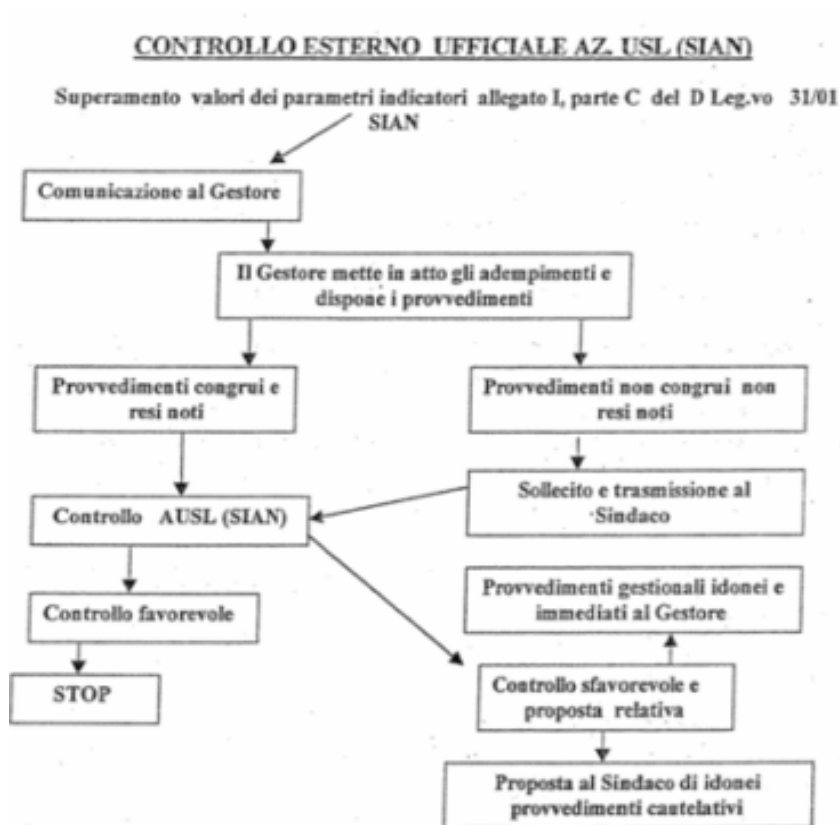 CONTROLLO ESTERNO UFFICIALE AZ. USL (SIAN)
Superamento valori dei parametri indicatori allegato I, parte C del D Leg.vo 31/01
SIAN
Comunicazione al Gestore
Il Gestore mette in atto gli adempimenti e
dispone i provvedimenti
Provvedimenti congrui e
resi noti
Provvedimenti non congrui non
resi noti
Sollecito e trasmissione al
Sindaco
Controllo AUSL (SIAN)
Provvedimenti gestionali idonei e
immediati al Gestore
Controllo favorevole
STOP
Controllo sfavorevole e
proposta relativa
Proposta al Sindaco di idonei
provvedimenti cautelativi